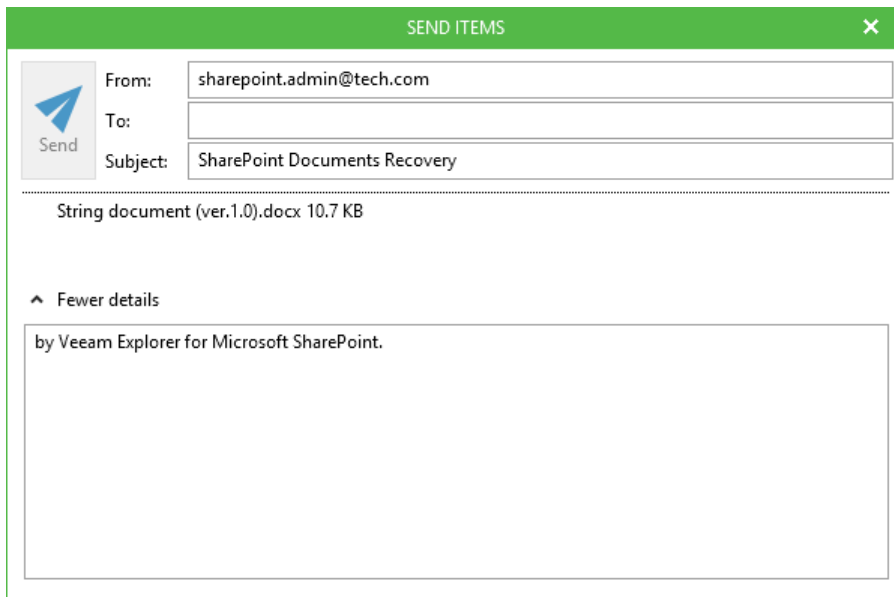 SEND ITEMS
From: sharepoint.admin@tech.com
To:
Send
Subject: SharePoint Documents Recovery
String document (ver.1.0).docx 10.7 KB
Fewer details
by Veeam Explorer for Microsoft SharePoint.